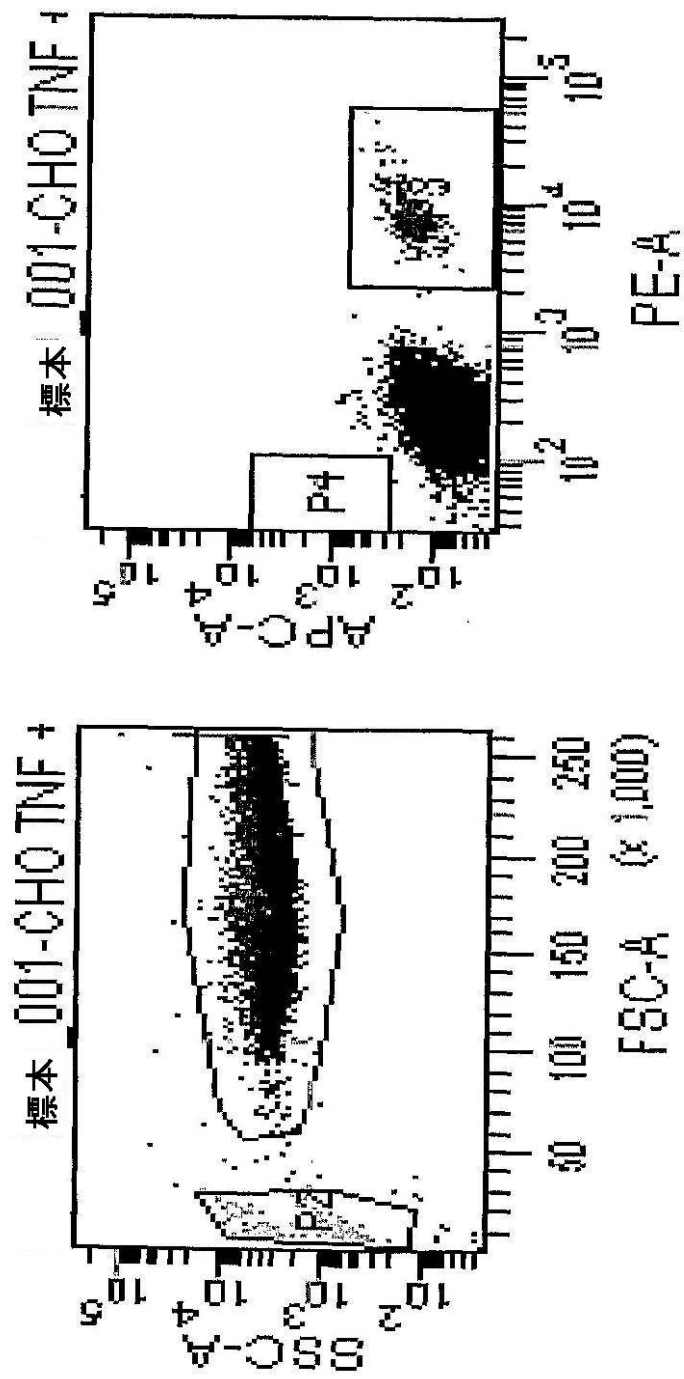 標本 001-CHO TNF +
SSC-A
10^5
10^4
10^3
10^2
P2
50 100 150 200 250
FSC-A (x 1,000)
標本 001-CHO TNF +
APC-A
10^5
10^4
10^3
10^2
P4
10^2 10^3 10^4 10^5
PE-A